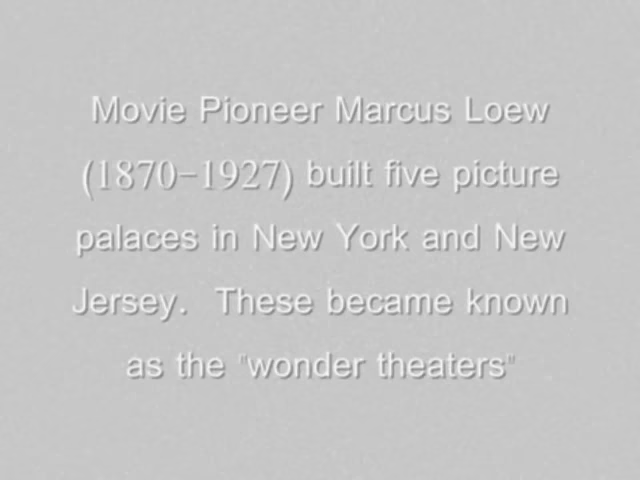 Movie Pioneer Marcus Loew
(1870-1927) built five picture
palaces in New York and New
Jersey.  These became known
as the "wonder theaters"